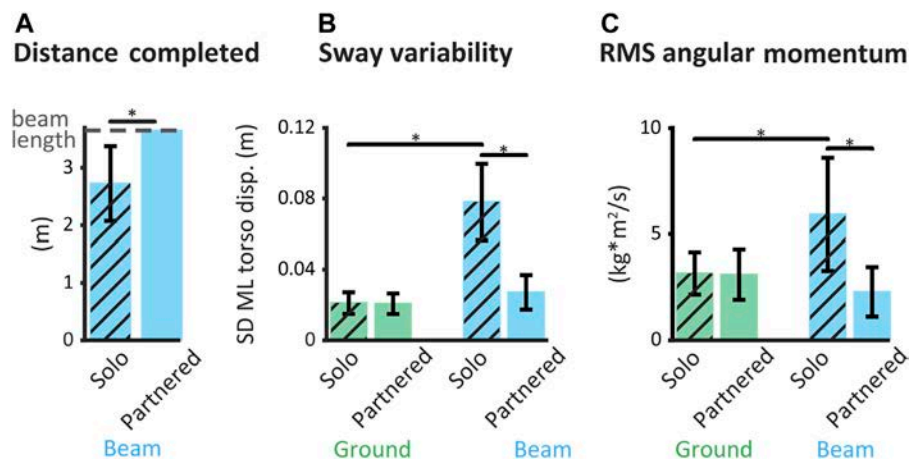 A
Distance completed
beam
length
*
3
2
1
0
(m)
Solo
Partnered
Beam
B
Sway variability
0.12
0.08
0.04
0
SD ML torso disp. (m)
*
*
Solo
Partnered
Solo
Partnered
Ground
Beam
C
RMS angular momentum
10
5
0
(kg*m²/s)
*
*
Solo
Partnered
Solo
Partnered
Ground
Beam